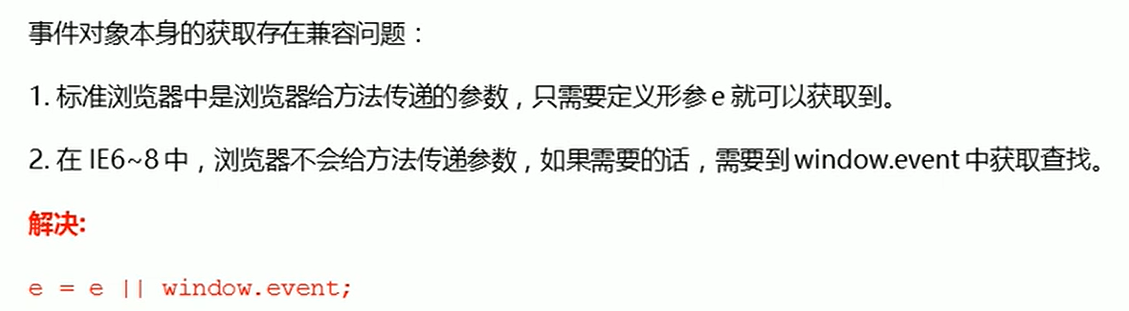 事件对象本身的获取存在兼容问题：
1. 标准浏览器中是浏览器给方法传递的参数，只需要定义形参 e 就可以获取到。
2. 在 IE6~8 中，浏览器不会给方法传递参数，如果需要的话，需要到 window.event 中获取查找。
解决:
e = e || window.event;